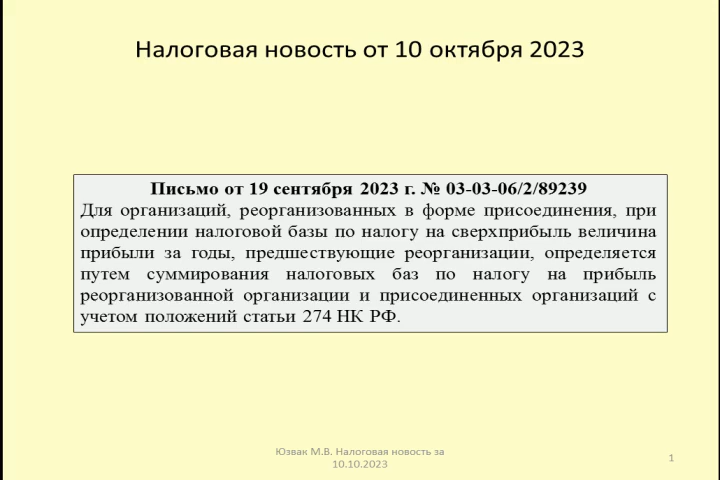 Налоговая новость от 10 октября 2023
Письмо от 19 сентября 2023 г. № 03-03-06/2/89239
Для организаций, реорганизованных в форме присоединения, при
определении налоговой базы по налогу на сверхприбыль величина
прибыли за годы, предшествующие реорганизации, определяется
путем суммирования налоговых баз по налогу на прибыль
реорганизованной организации и присоединенных организаций с
учетом положений статьи 274 НК РФ.
Юзвак М.В. Налоговая новость за
10.10.2023
1